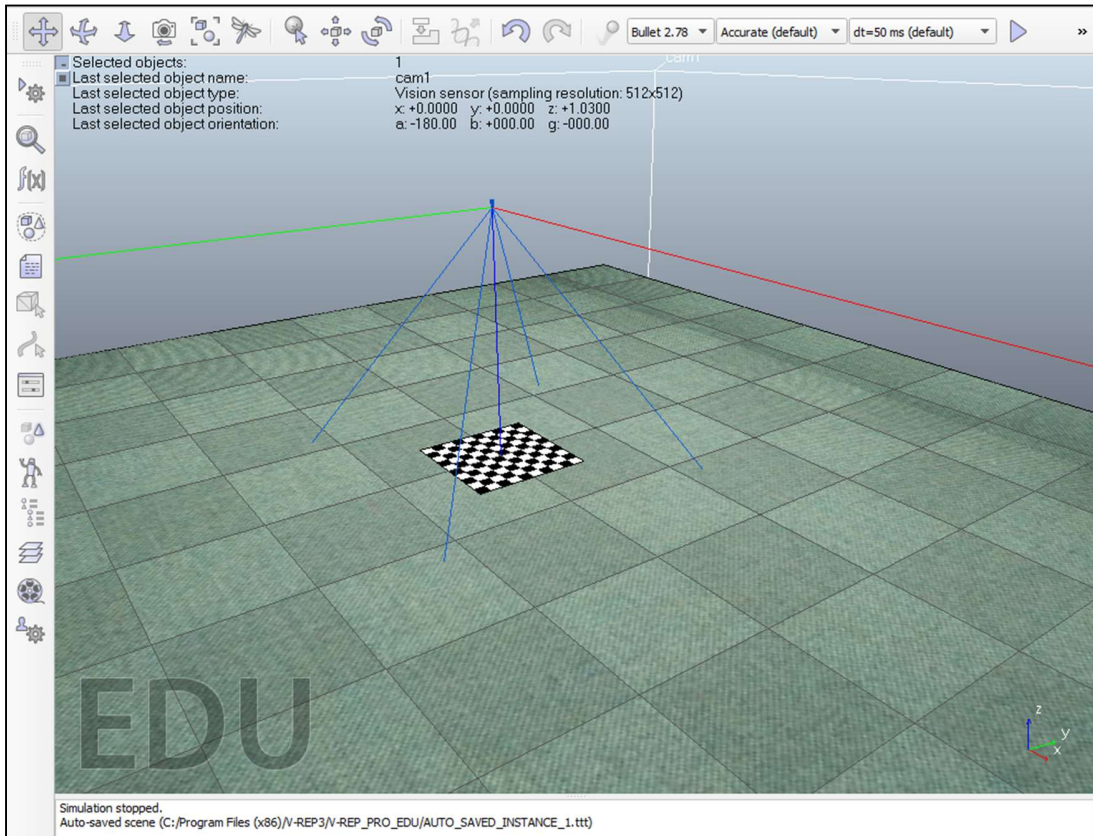 Bullet 2.78 Accurate (default) dt=50 ms (default) »
Selected objects: 1
Last selected object name: cam1
Last selected object type: Vision sensor (sampling resolution: 512x512)
Last selected object position: x: +0.0000 y: +0.0000 z: +1.0300
Last selected object orientation: a: -180.00 b: +000.00 g: -000.00
cam1
f(x)
EDU
z
y
x
Simulation stopped.
Auto-saved scene (C:/Program Files (x86)/V-REP3/V-REP_PRO_EDU/AUTO_SAVED_INSTANCE_1.ttt)